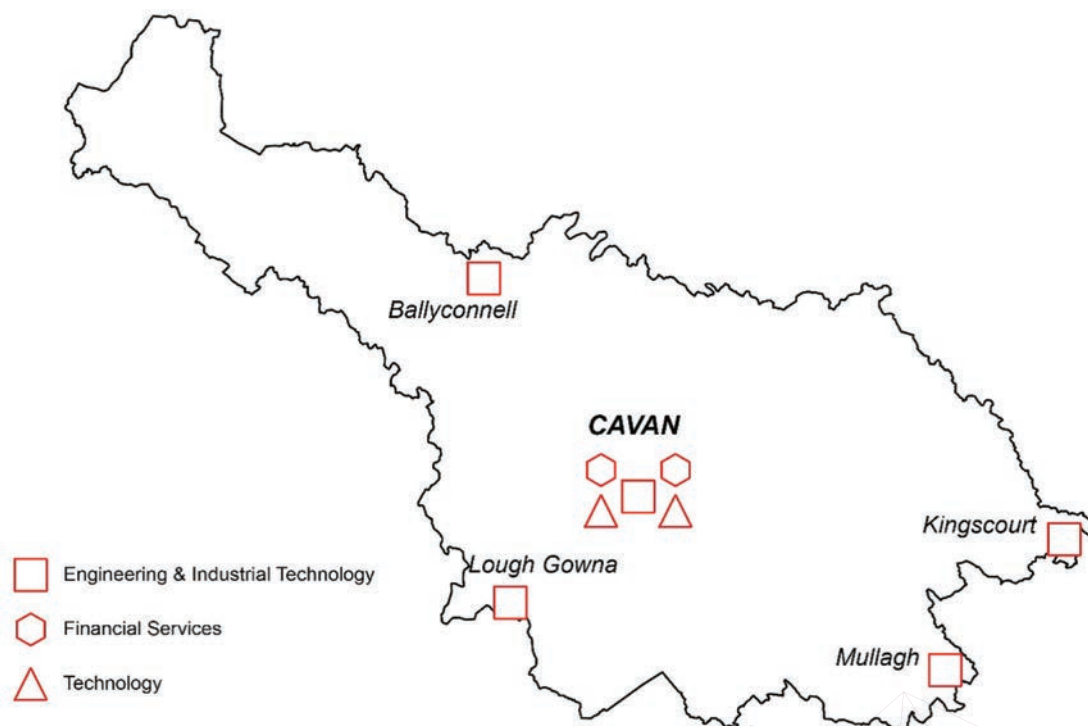 Ballyconnell
CAVAN
Kingscourt
Lough Gowna
Mullagh
Engineering & Industrial Technology
Financial Services
Technology